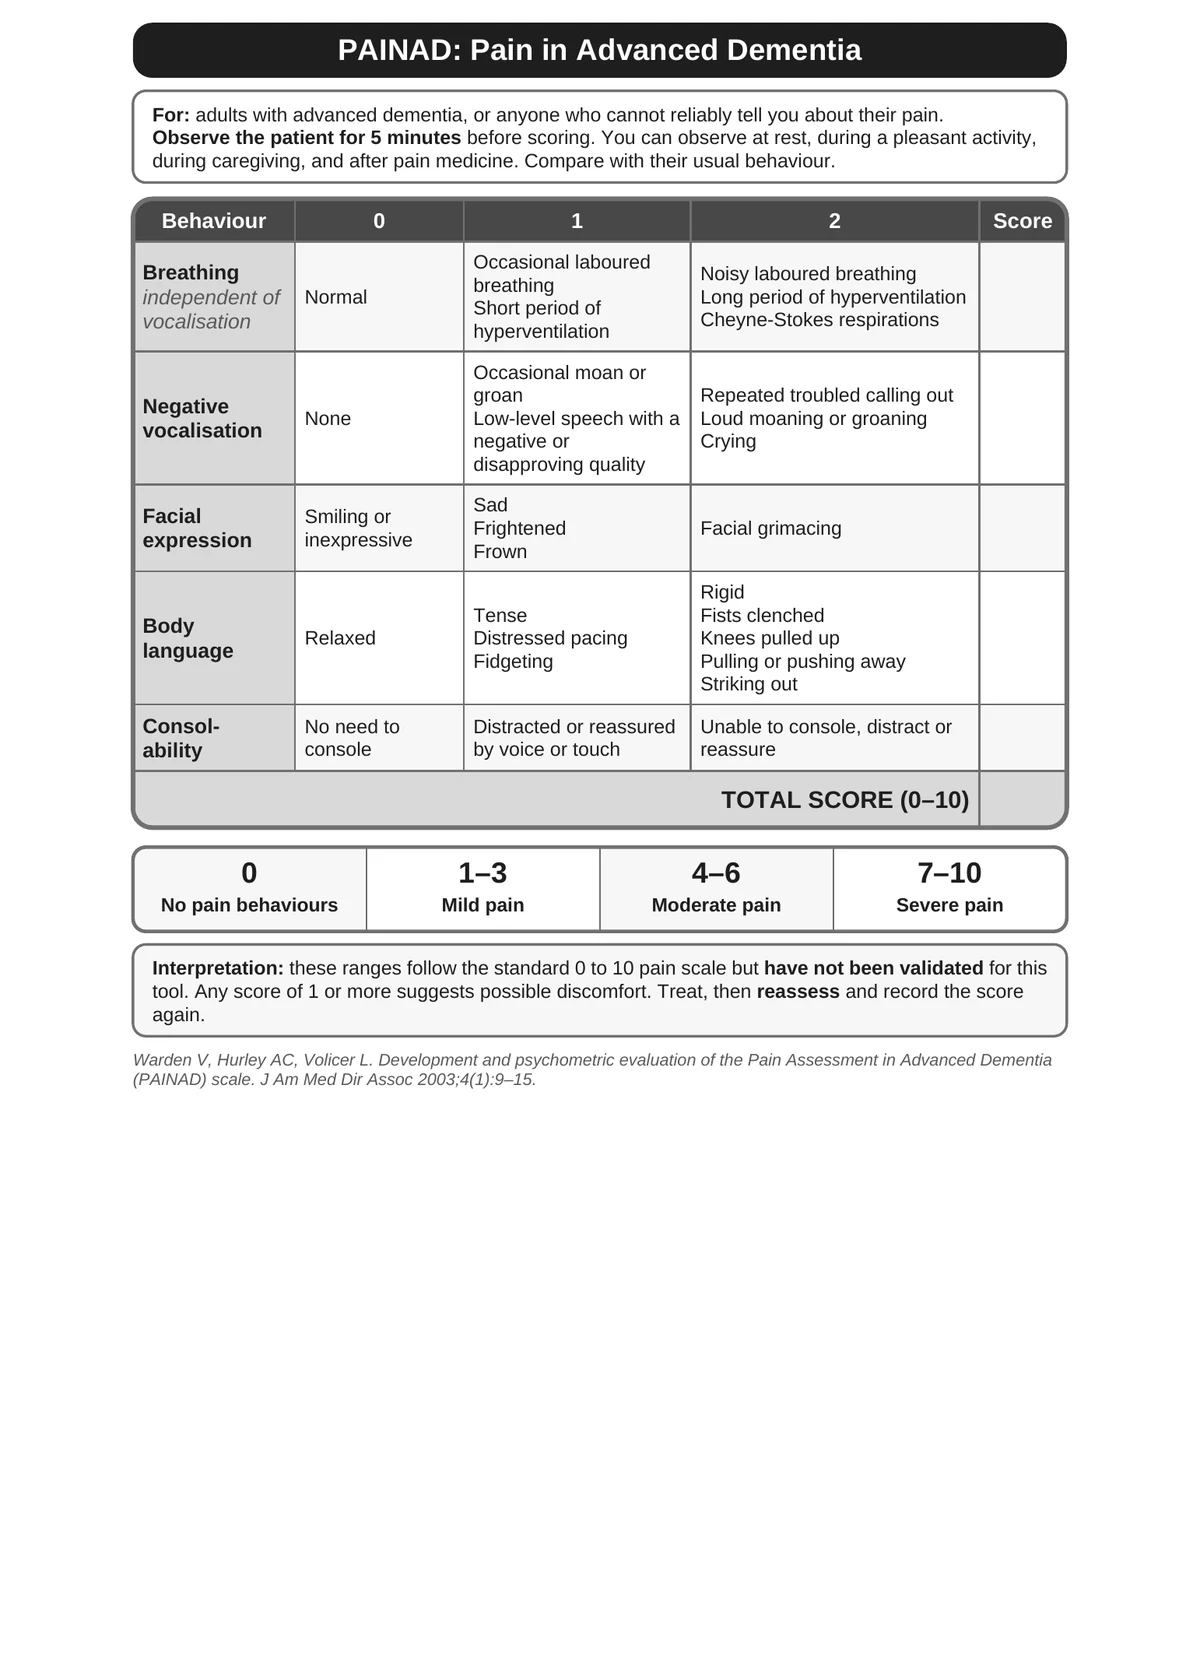 PAINAD: Pain in Advanced Dementia
For: adults with advanced dementia, or anyone who cannot reliably tell you about their pain.
Observe the patient for 5 minutes before scoring. You can observe at rest, during a pleasant activity,
during caregiving, and after pain medicine. Compare with their usual behaviour.
Behaviour 0 1 2 Score
Breathing
independent of
vocalisation
Normal
Occasional laboured
breathing
Short period of
hyperventilation
Noisy laboured breathing
Long period of hyperventilation
Cheyne-Stokes respirations
Negative
vocalisation
None
Occasional moan or
groan
Low-level speech with a
negative or
disapproving quality
Repeated troubled calling out
Loud moaning or groaning
Crying
Facial
expression
Smiling or
inexpressive
Sad
Frightened
Frown
Facial grimacing
Body
language
Relaxed
Tense
Distressed pacing
Fidgeting
Rigid
Fists clenched
Knees pulled up
Pulling or pushing away
Striking out
Consol-
ability
No need to
console
Distracted or reassured
by voice or touch
Unable to console, distract or
reassure
TOTAL SCORE (0–10)
0
No pain behaviours
1–3
Mild pain
4–6
Moderate pain
7–10
Severe pain
Interpretation: these ranges follow the standard 0 to 10 pain scale but have not been validated for this
tool. Any score of 1 or more suggests possible discomfort. Treat, then reassess and record the score
again.
Warden V, Hurley AC, Volicer L. Development and psychometric evaluation of the Pain Assessment in Advanced Dementia
(PAINAD) scale. J Am Med Dir Assoc 2003;4(1):9–15.